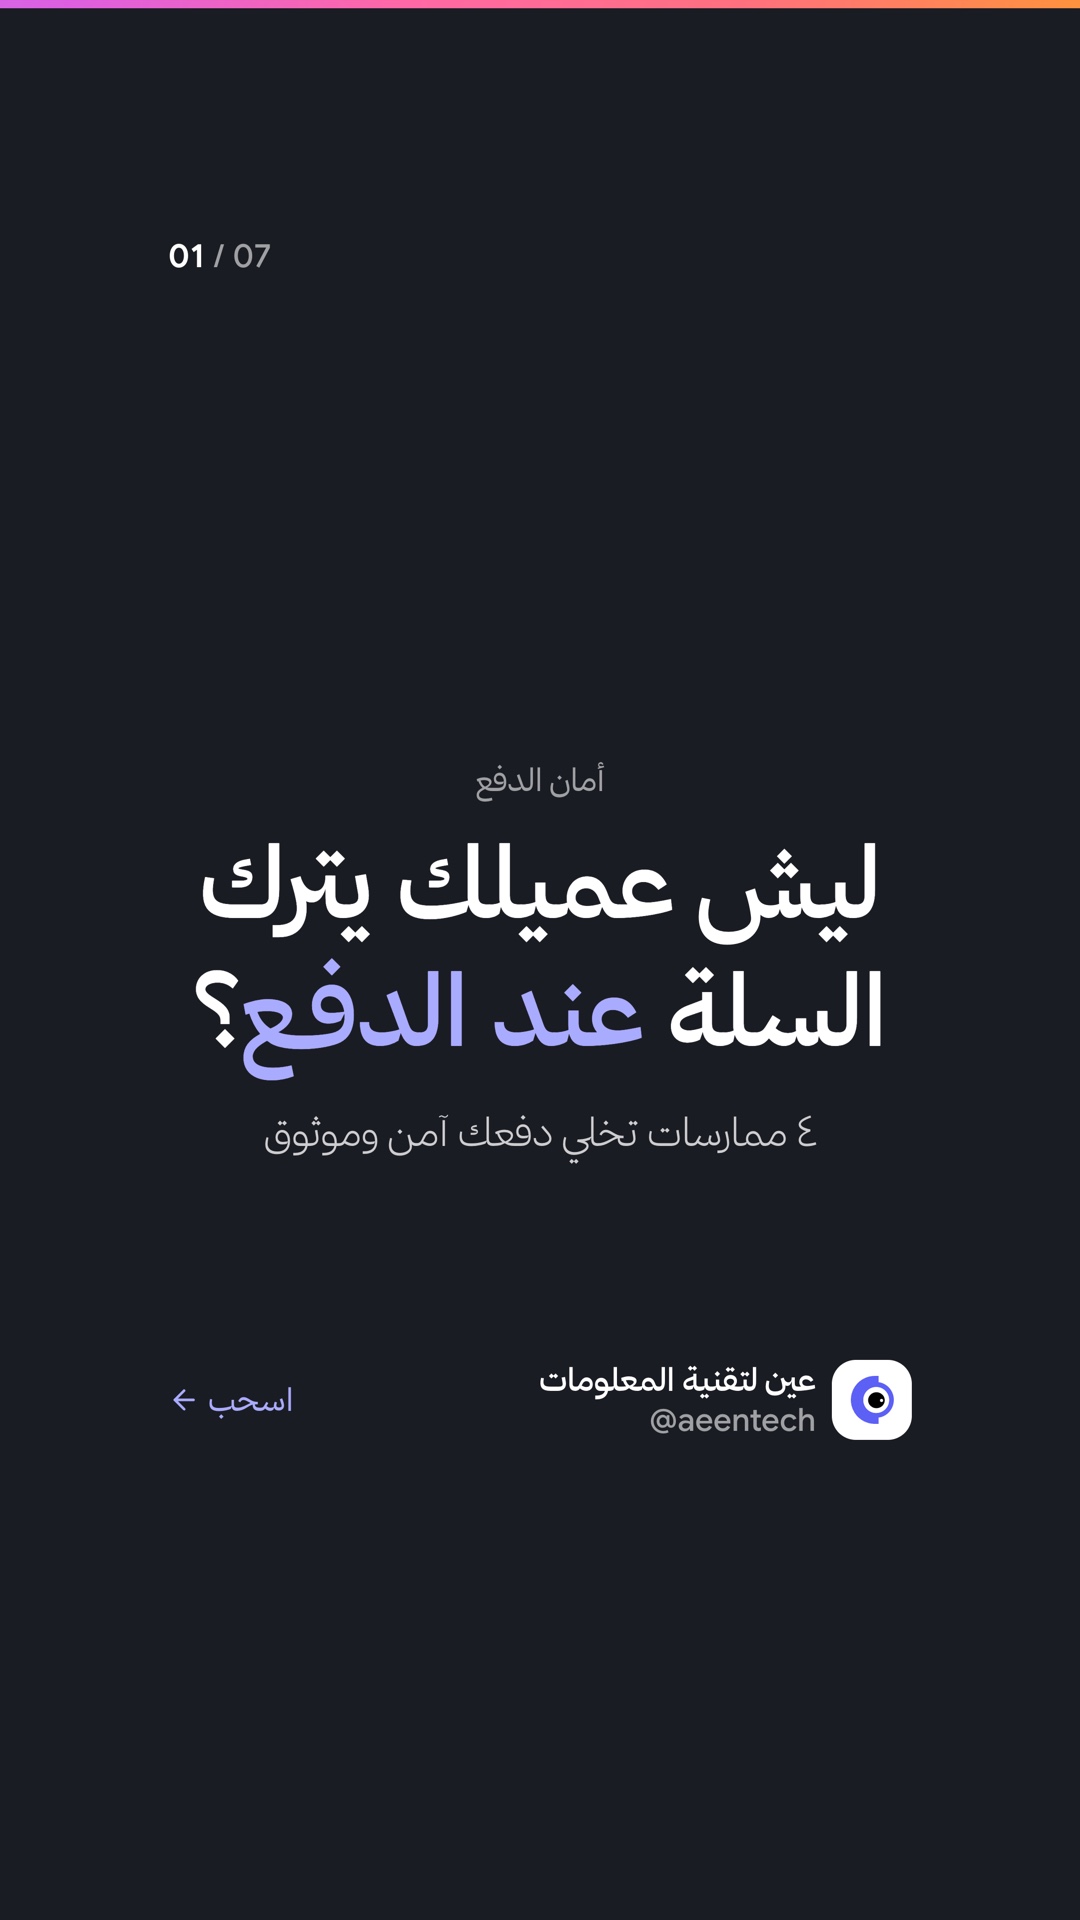 01 / 07
أمان الدفع
ليش عميلك يترك
السلة عند الدفع؟
٤ ممارسات تخلي دفعك آمن وموثوق
عين لتقنية المعلومات
@aeentech
اسحب ←